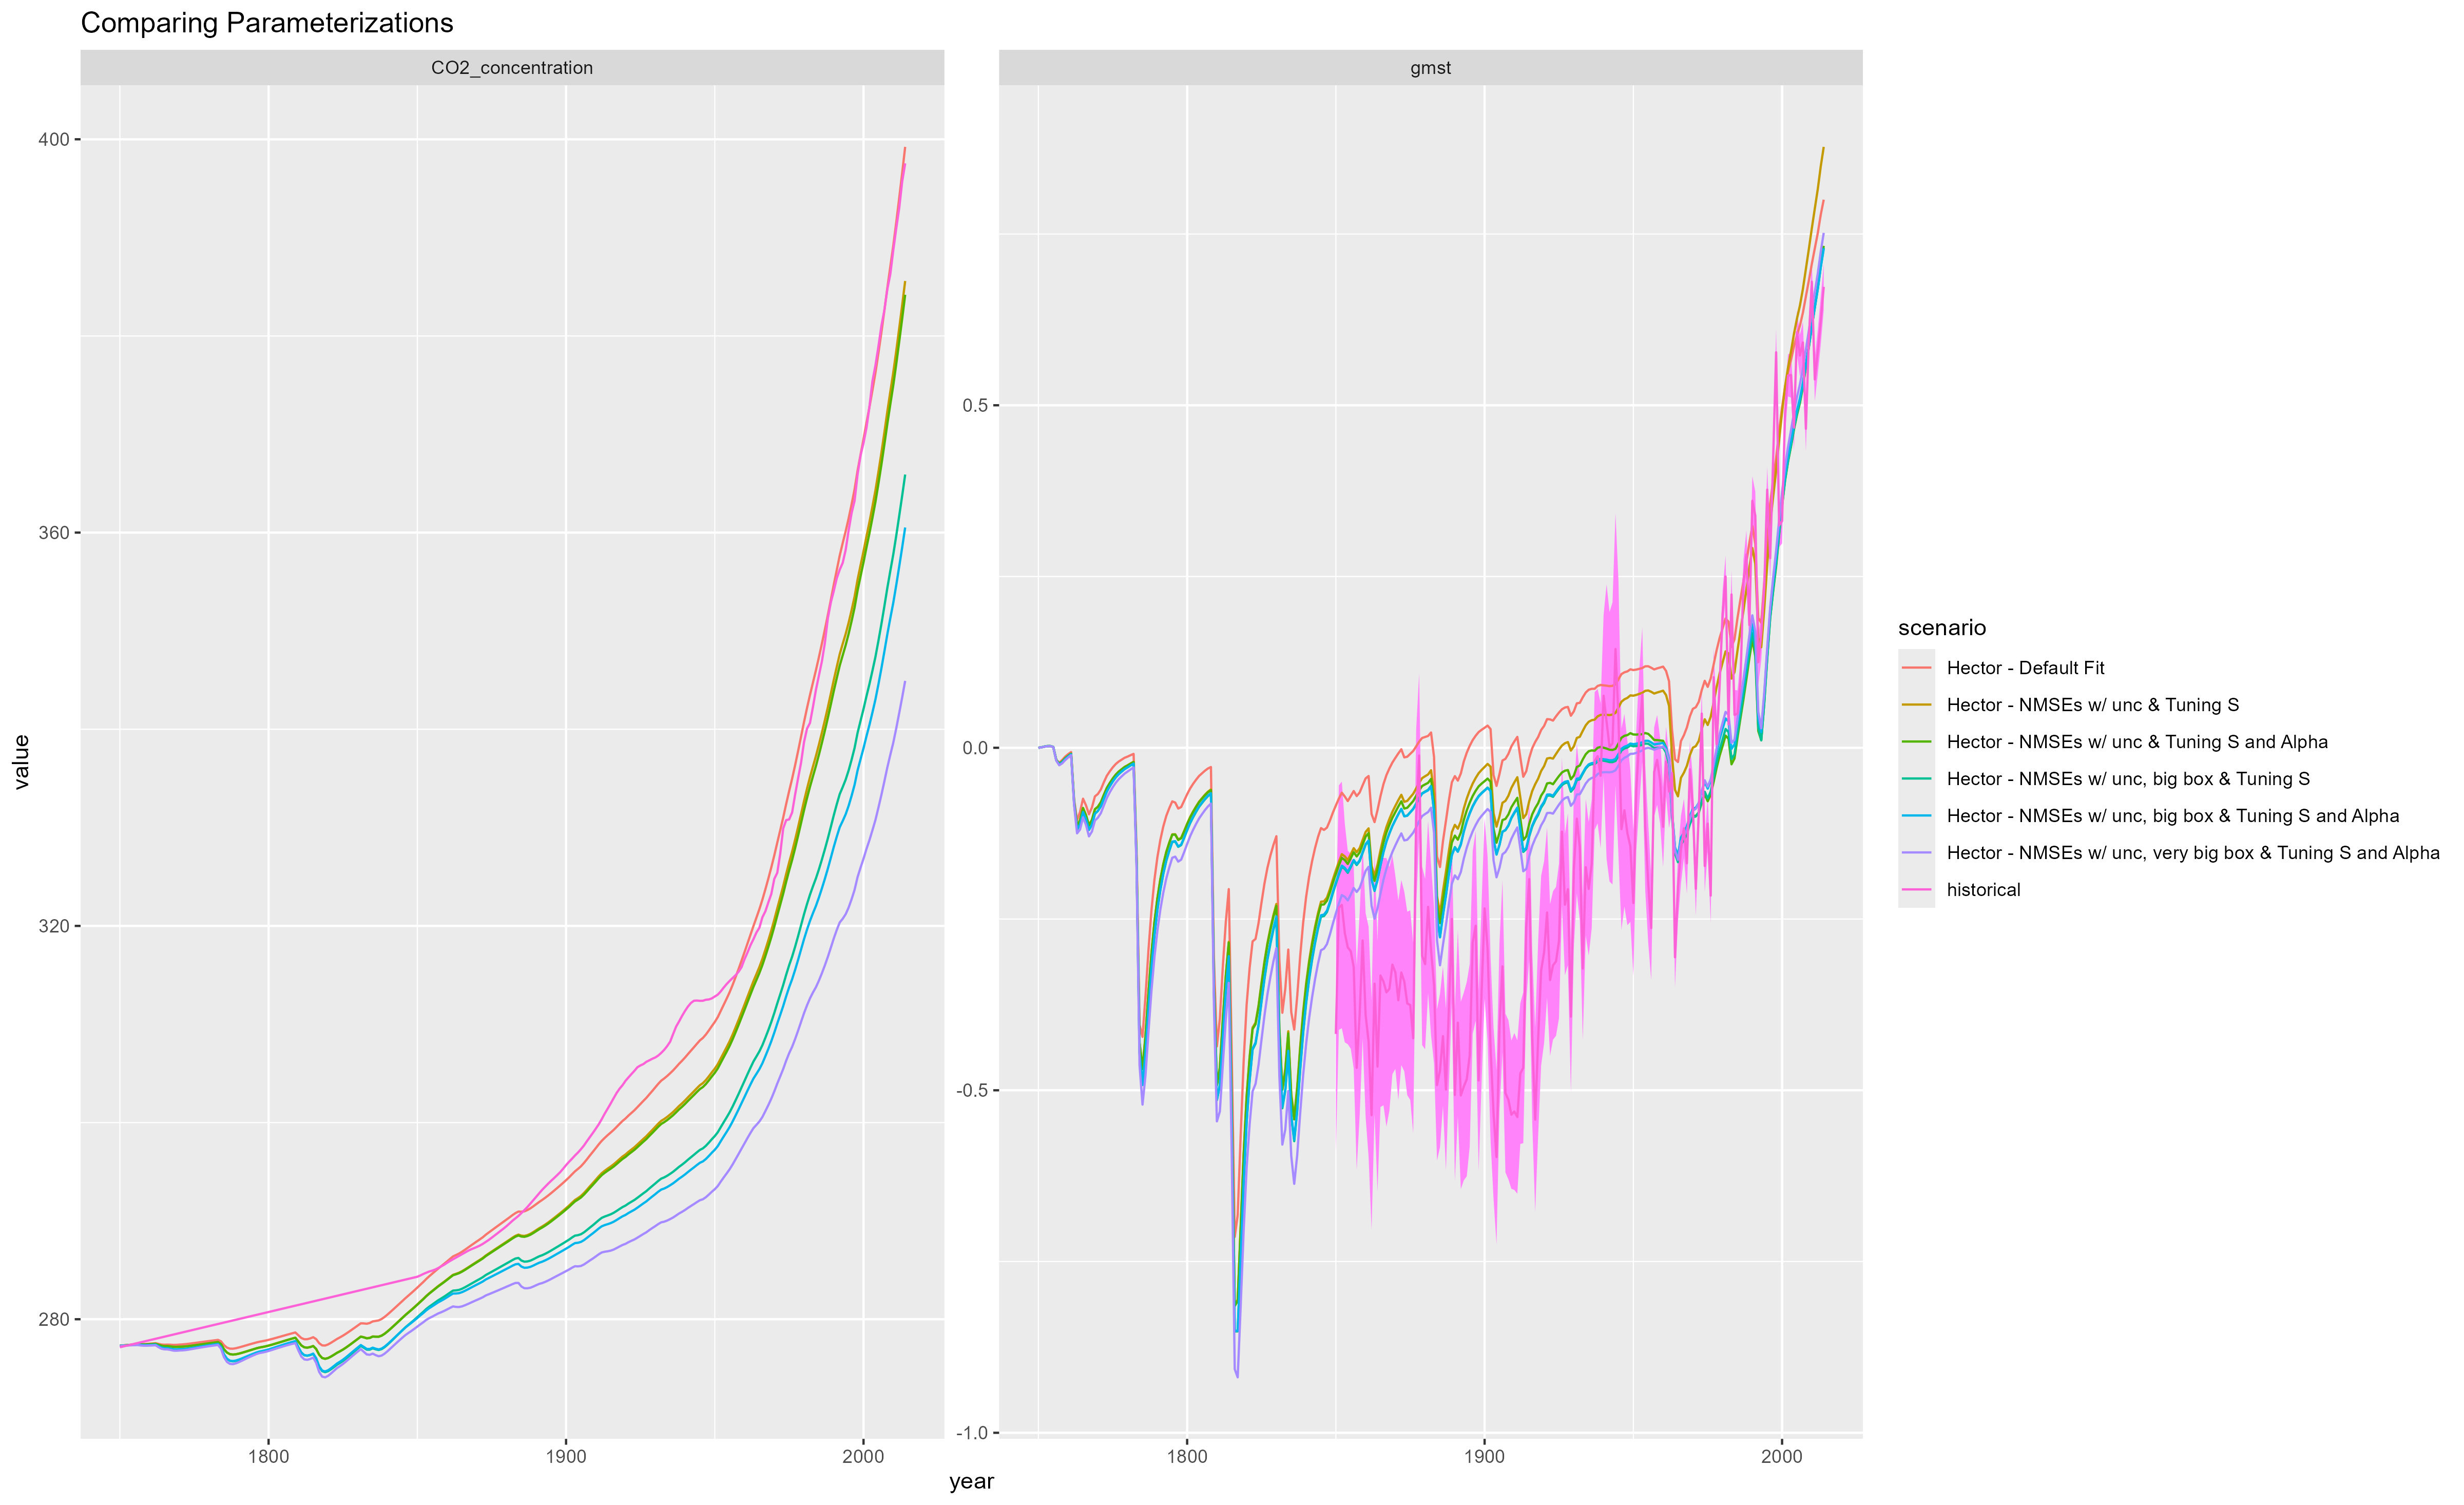 Comparing Parameterizations
CO2_concentration
gmst
value
400
360
320
280
0.5
0.0
-0.5
-1.0
1800
1900
2000
1800
1900
2000
year
scenario
Hector - Default Fit
Hector - NMSEs w/ unc & Tuning S
Hector - NMSEs w/ unc & Tuning S and Alpha
Hector - NMSEs w/ unc, big box & Tuning S
Hector - NMSEs w/ unc, big box & Tuning S and Alpha
Hector - NMSEs w/ unc, very big box & Tuning S and Alpha
historical